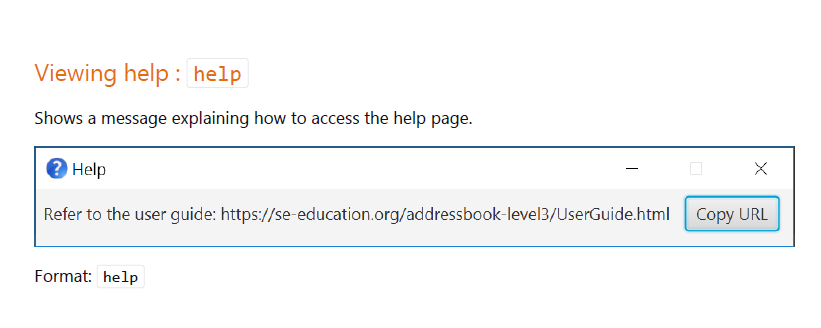 Viewing help : help
Shows a message explaining how to access the help page.
Help
Refer to the user guide: https://se-education.org/addressbook-level3/UserGuide.html Copy URL
Format: help